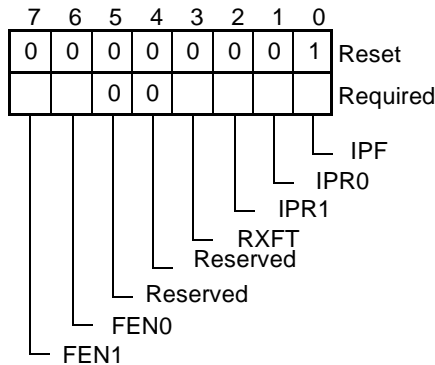 7 6 5 4 3 2 1 0
0 0 0 0 0 0 0 1 Reset
0 0 Required
IPF
IPR0
IPR1
RXFT
Reserved
Reserved
FEN0
FEN1